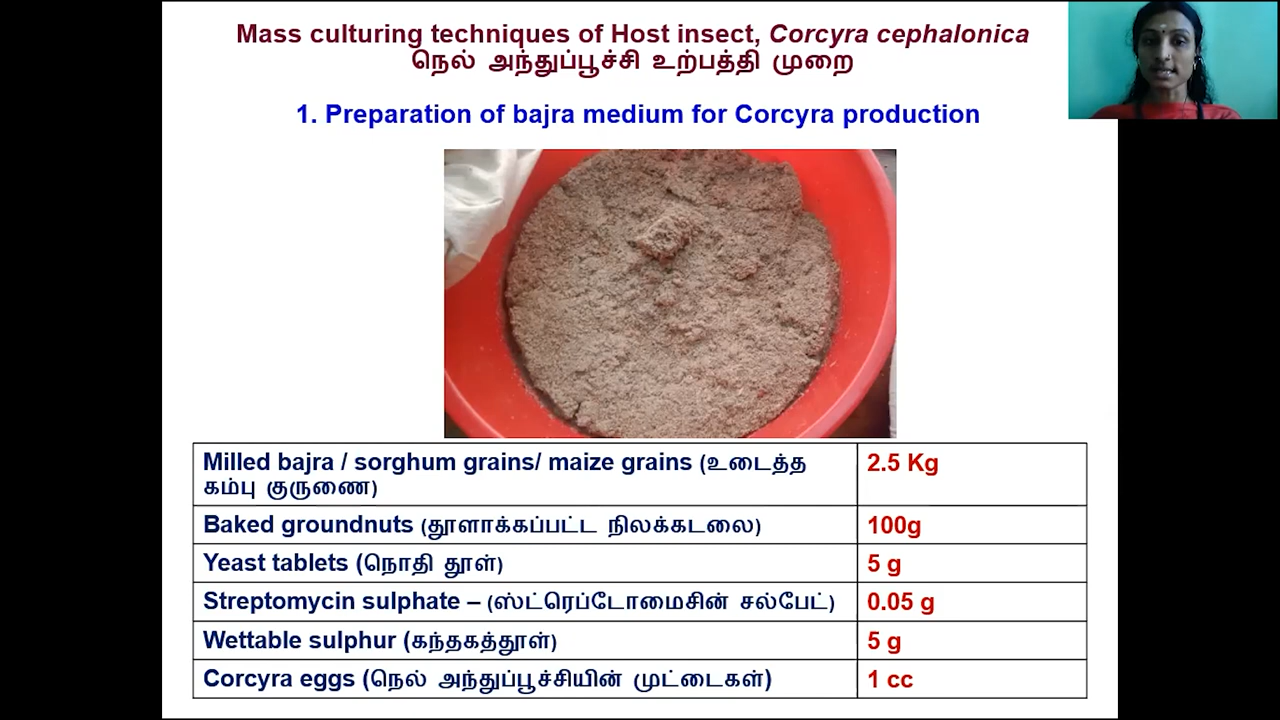 Mass culturing techniques of Host insect, Corcyra cephalonica
நெல் அந்துப்பூச்சி உற்பத்தி முறை
1. Preparation of bajra medium for Corcyra production
Milled bajra / sorghum grains/ maize grains (உடைத்த
கம்பு குருணை)
2.5 Kg
Baked groundnuts (தூளாக்கப்பட்ட நிலக்கடலை)
100g
Yeast tablets (நொதி தூள்)
5 g
Streptomycin sulphate – (ஸ்ட்ரெப்டோமைசின் சல்பேட்)
0.05 g
Wettable sulphur (கந்தகத்தூள்)
5 g
Corcyra eggs (நெல் அந்துப்பூச்சியின் முட்டைகள்)
1 cc